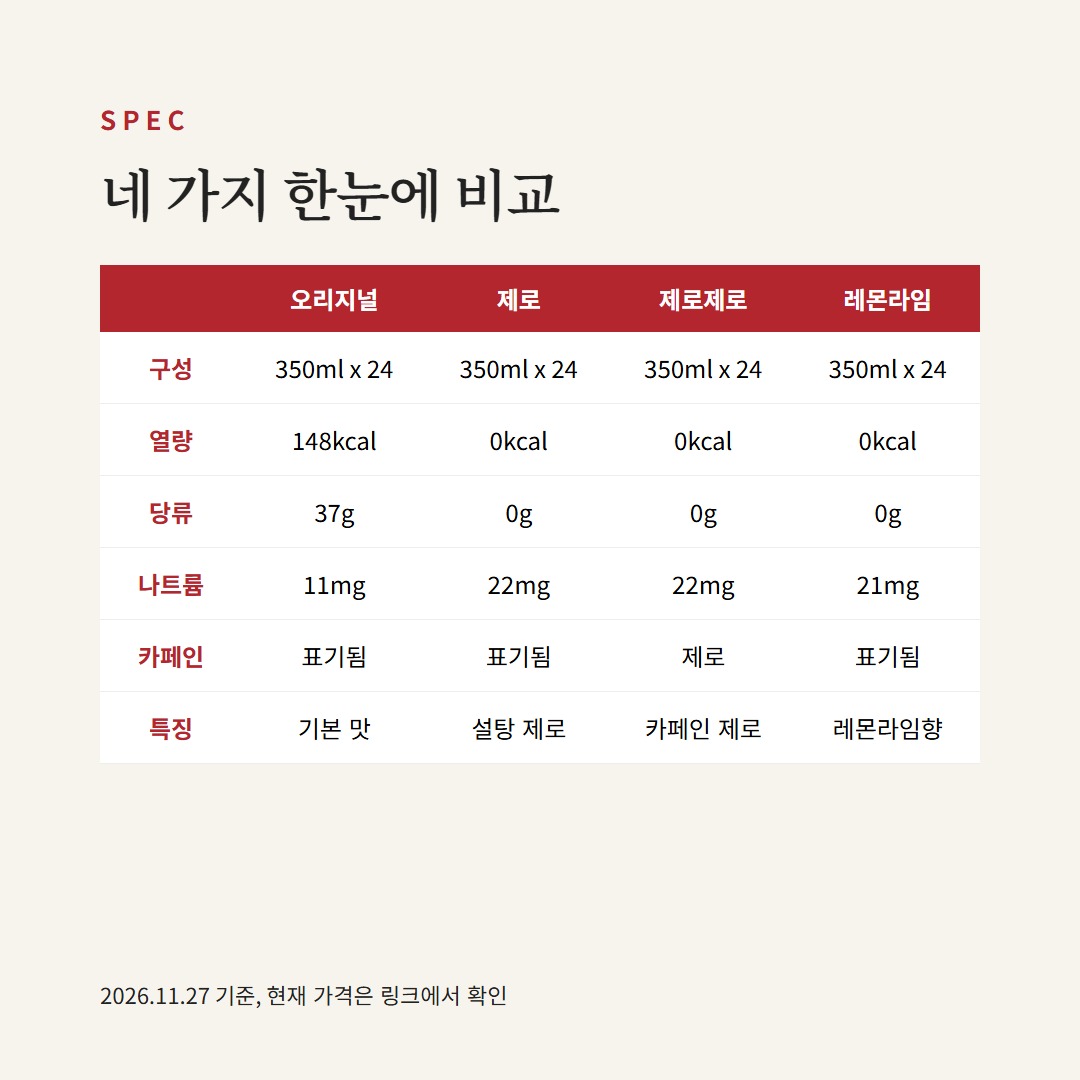 SPEC
네 가지 한눈에 비교
오리지널 제로 제로제로 레몬라임
구성 350ml x 24 350ml x 24 350ml x 24 350ml x 24
열량 148kcal 0kcal 0kcal 0kcal
당류 37g 0g 0g 0g
나트륨 11mg 22mg 22mg 21mg
카페인 표기됨 표기됨 제로 표기됨
특징 기본 맛 설탕 제로 카페인 제로 레몬라임향
2026.11.27 기준, 현재 가격은 링크에서 확인